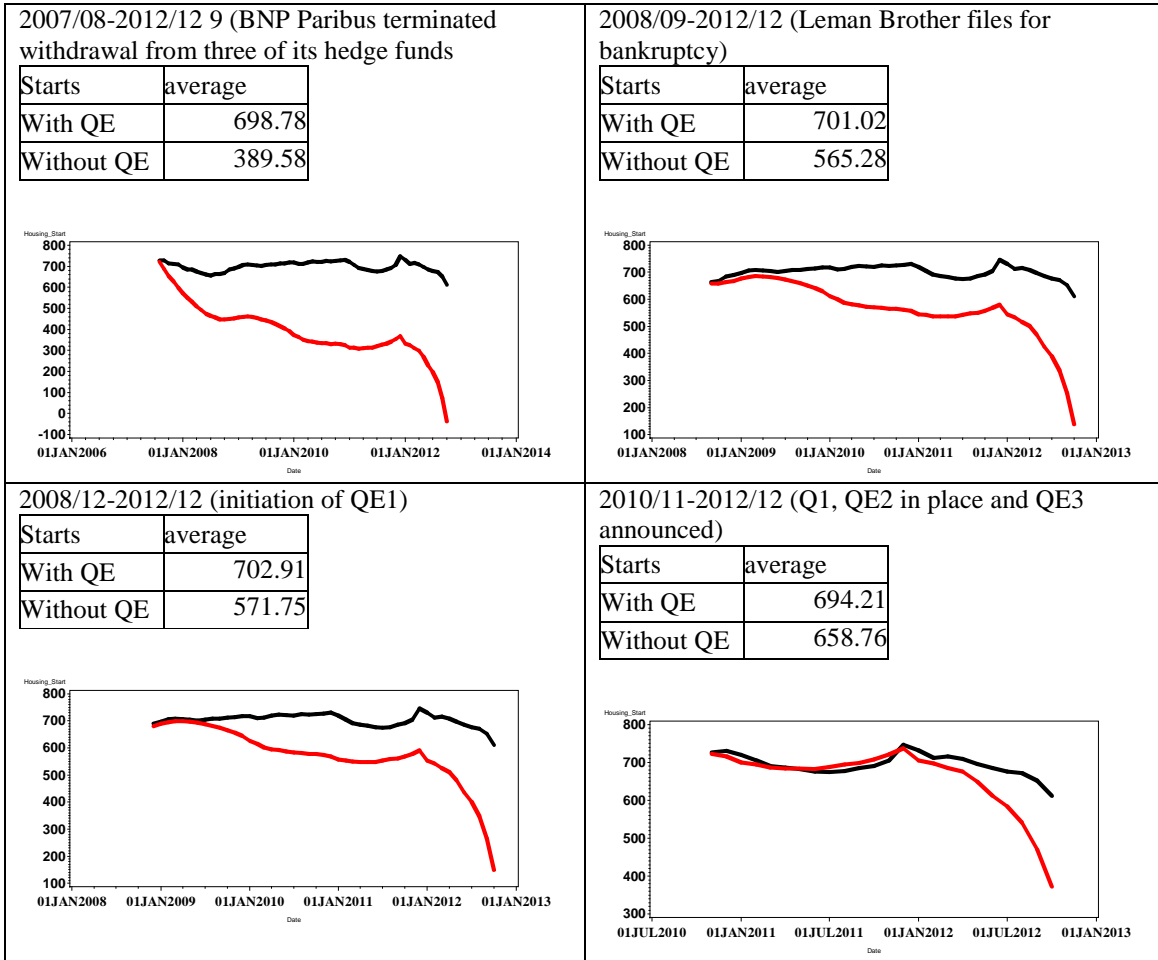 2007/08-2012/12 9 (BNP Paribus terminated
withdrawal from three of its hedge funds
Starts average
With QE 698.78
Without QE 389.58
Housing_Start
800
700
600
500
400
300
200
100
0
-100
01JAN2006 01JAN2008 01JAN2010 01JAN2012 01JAN2014
Date
2008/09-2012/12 (Leman Brother files for
bankruptcy)
Starts average
With QE 701.02
Without QE 565.28
Housing_Start
800
700
600
500
400
300
200
100
01JAN2008 01JAN2009 01JAN2010 01JAN2011 01JAN2012 01JAN2013
Date
2008/12-2012/12 (initiation of QE1)
Starts average
With QE 702.91
Without QE 571.75
Housing_Start
800
700
600
500
400
300
200
100
01JAN2008 01JAN2009 01JAN2010 01JAN2011 01JAN2012 01JAN2013
Date
2010/11-2012/12 (Q1, QE2 in place and QE3
announced)
Starts average
With QE 694.21
Without QE 658.76
Housing_Start
800
700
600
500
400
300
01JUL2010 01JAN2011 01JUL2011 01JAN2012 01JUL2012 01JAN2013
Date